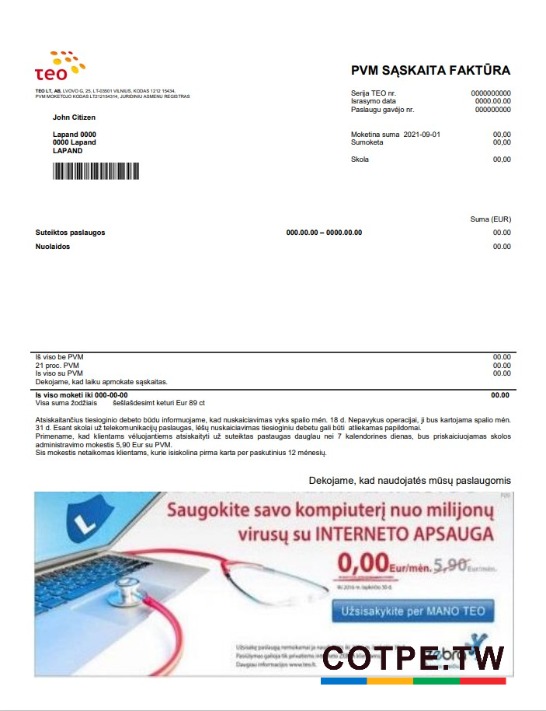 teo
PVM SĄSKAITA FAKTŪRA
TEO LT, AB, LVOVO G. 25, LT-03501 VILNIUS, KODAS 1212 15434,
PVM MOKĖTOJO KODAS LT212154314, JURIDINIŲ ASMENŲ REGISTRAS
Serija TEO nr. 0000000000
Israsymo data 0000.00.00
Paslaugu gavėjo nr. 000000000
John Citizen
Lapand 0000
0000 Lapand
LAPAND
Moketina suma 2021-09-01 00,00
Sumoketa 00,00
Skola 00,00
Suma (EUR)
Suteiktos paslaugos 000.00.00 – 0000.00.00 00.00
Nuolaidos 00.00
Iš viso be PVM 00.00
21 proc. PVM 00.00
Is viso su PVM 00.00
Dekojame, kad laiku apmokate sąskaitas.
Is viso moketi iki 000-00-00 00.00
Visa suma žodžiais šešlašdesimt keturi Eur 89 ct
Atsiskaitančius tiesioginio debeto būdu informuojame, kad nuskaiciavimas vyks spalio mėn. 18 d. Nepavykus operacijai, ji bus kartojama spalio mėn.
31 d. Esant skolai už telekomunikacijų paslaugas, lėšų nuskaiciavimas tiesioginiu debetu gali būti atliekamas papildomai.
Primename, kad klientams vėluojantiems atsiskaityti už suteiktas pastaugas daugiau nei 7 kalendorines dienas, bus priskaiciuojamas skolos
administravimo mokestis 5,90 Eur su PVM.
Sis mokestis netaikomas klientams, kurie isiskolina pirma karta per paskutinius 12 mėnesių.
Dekojame, kad naudojatės mūsų paslaugomis
Saugokite savo kompiuterį nuo milijonų
virusų su INTERNETO APSAUGA
0,00 Eur/mėn. 5,90 Eur/mėn.
Užsisakykite per MANO TEO
Daugiau informacijos www.teo.lt.
zebra
COTPE.TW